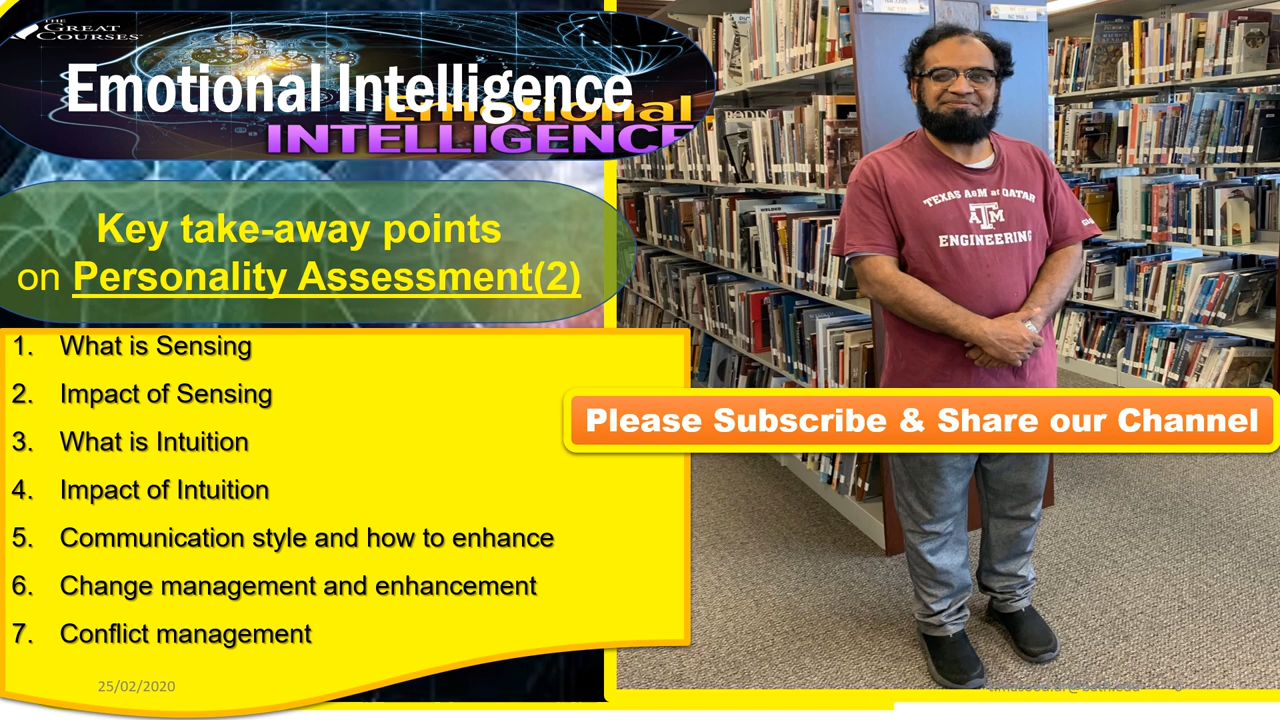 THE
GREAT
COURSES
Emotional Intelligence
Emotional
INTELLIGENCE
Key take-away points
on Personality Assessment(2)
1. What is Sensing
2. Impact of Sensing
3. What is Intuition
4. Impact of Intuition
5. Communication style and how to enhance
6. Change management and enhancement
7. Conflict management
25/02/2020
TEXAS A&M at QATAR
ATM
ENGINEERING
Please Subscribe & Share our Channel